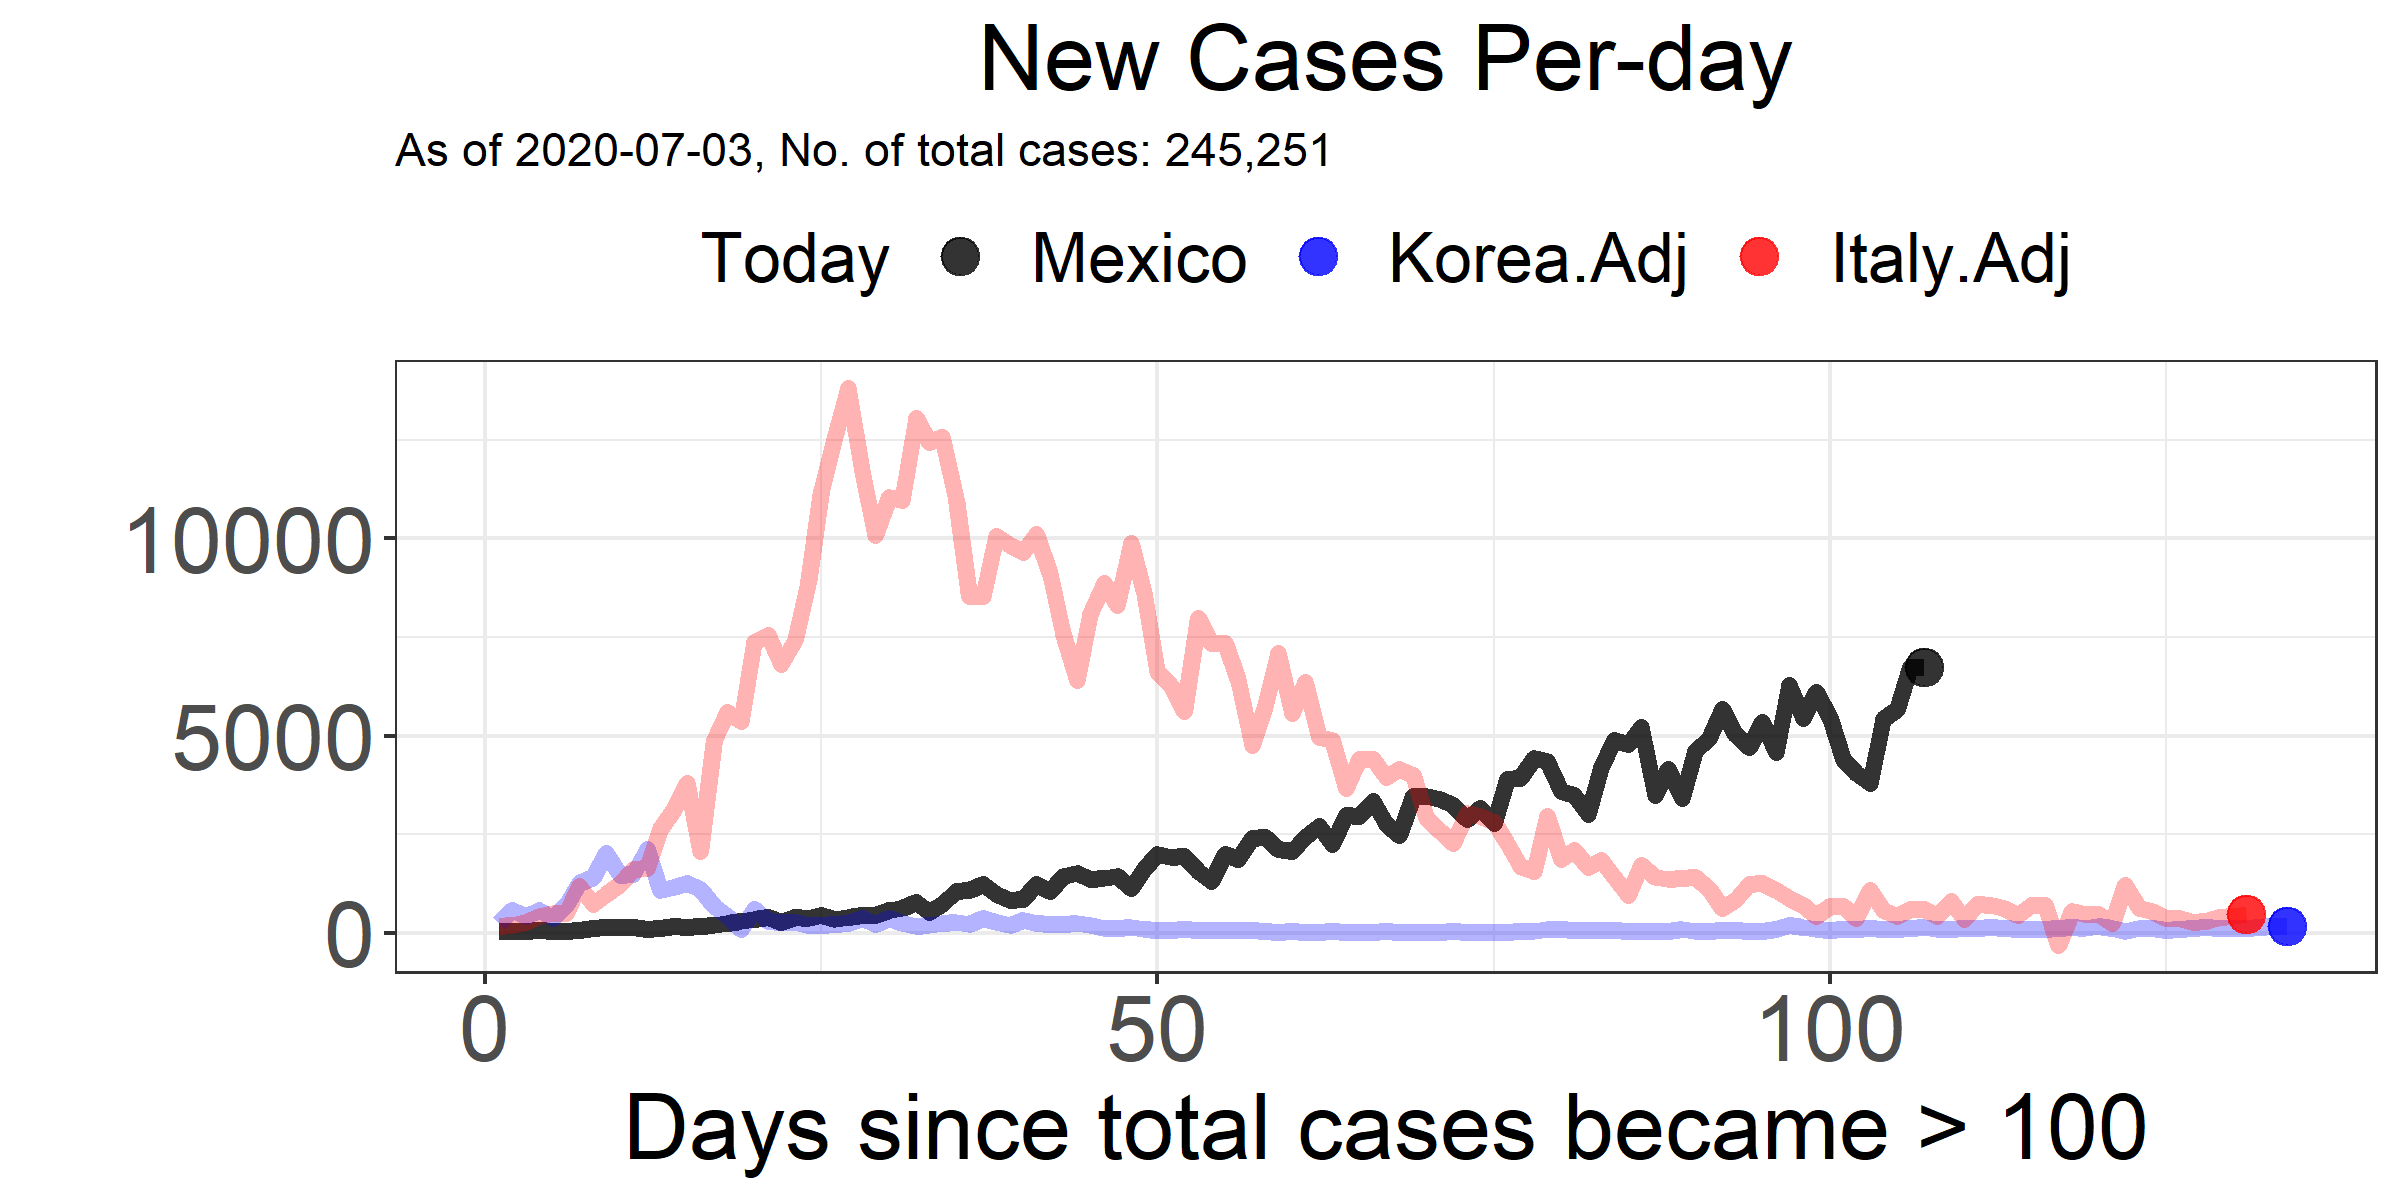 New Cases Per-day
As of 2020-07-03, No. of total cases: 245,251
Today Mexico Korea.Adj Italy.Adj
10000
5000
0
0 50 100
Days since total cases became > 100